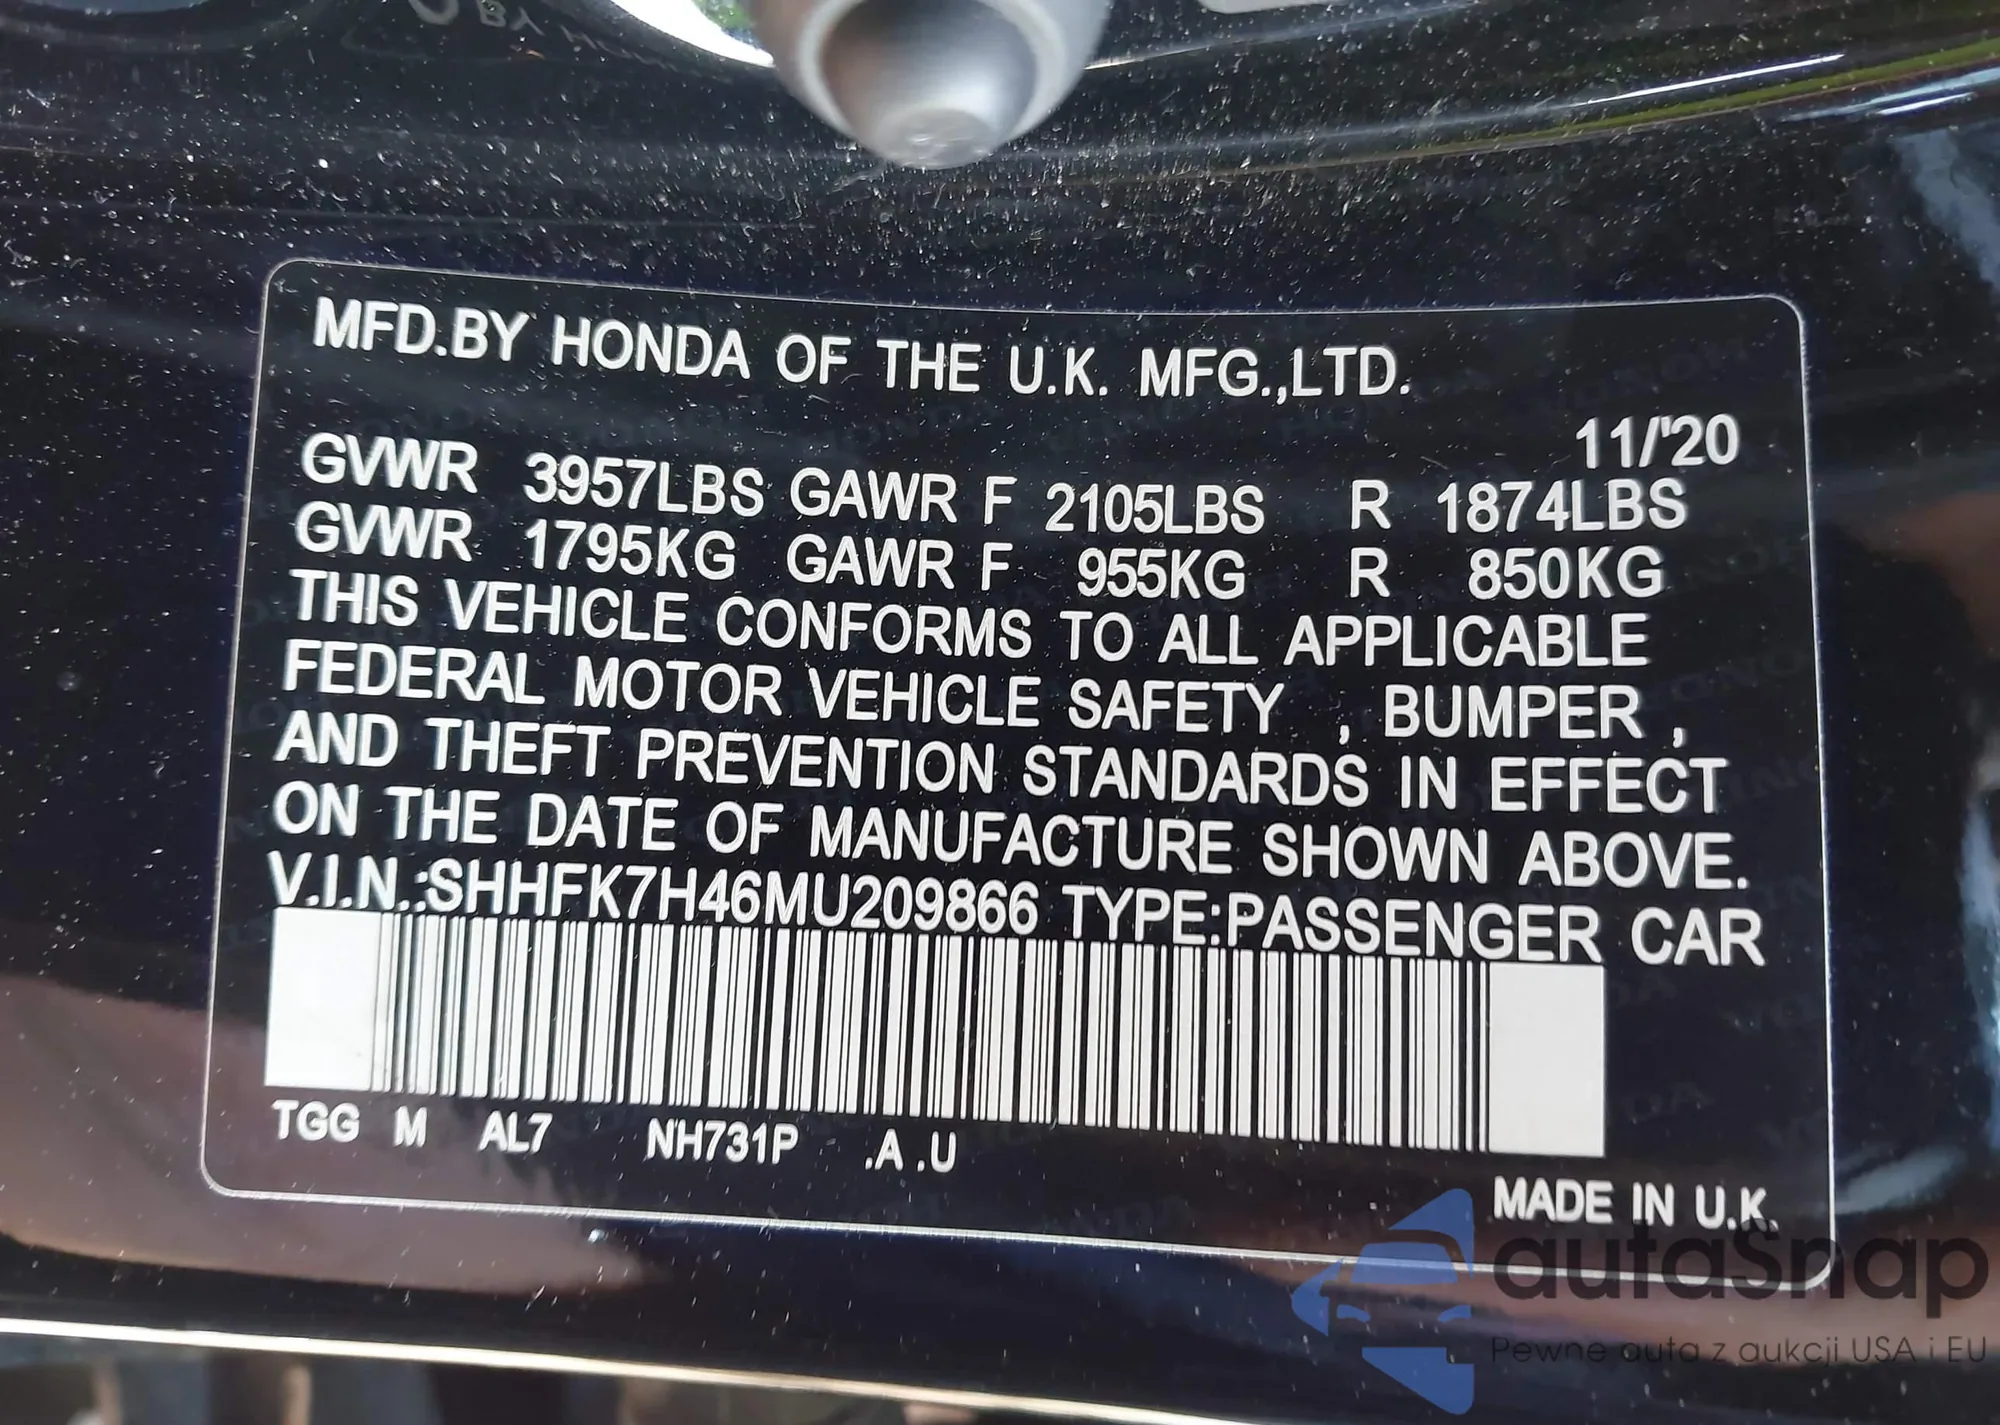 MFD.BY HONDA OF THE U.K. MFG.,LTD.
11/'20
GVWR 3957LBS GAWR F 2105LBS R 1874LBS
GVWR 1795KG GAWR F 955KG R 850KG
THIS VEHICLE CONFORMS TO ALL APPLICABLE
FEDERAL MOTOR VEHICLE SAFETY , BUMPER ,
AND THEFT PREVENTION STANDARDS IN EFFECT
ON THE DATE OF MANUFACTURE SHOWN ABOVE.
V.I.N.:SHHFK7H46MU209866 TYPE:PASSENGER CAR
TGG M AL7 NH731P .A .U
MADE IN U.K.
autaSnap
Pewne auta z aukcji USA i EU